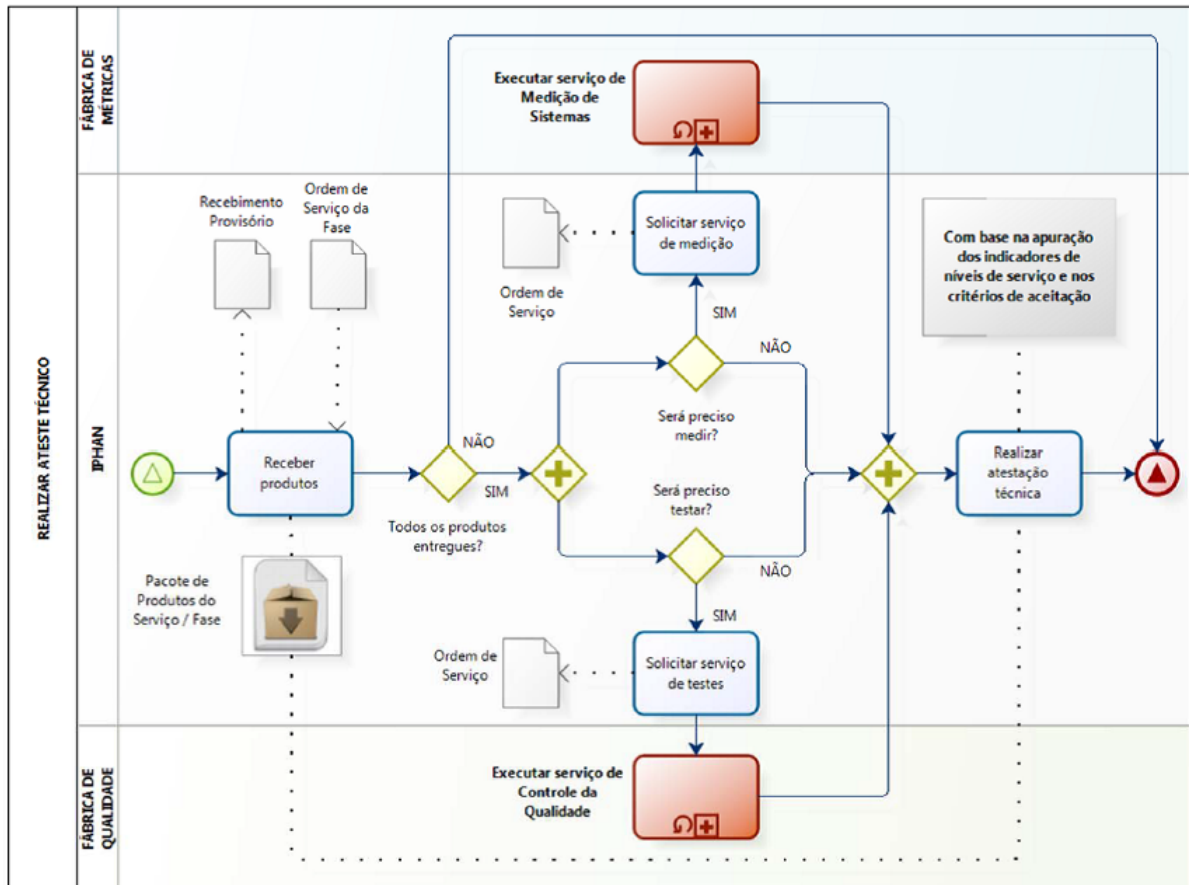 REALIZAR ATESTE TÉCNICO
FÁBRICA DE
MÉTRICAS
Executar serviço de
Medição de
Sistemas
IPHAN
Recebimento
Provisório
Ordem de
Serviço da
Fase
Ordem de
Serviço
Solicitar serviço
de medição
Com base na apuração
dos indicadores de
níveis de serviço e nos
critérios de aceitação
SIM
NÃO
Será preciso
medir?
Receber
produtos
NÃO
SIM
Todos os produtos
entregues?
Será preciso
testar?
NÃO
SIM
Realizar
atestação
técnica
Pacote de
Produtos do
Serviço / Fase
Ordem de
Serviço
Solicitar serviço
de testes
FÁBRICA DE
QUALIDADE
Executar serviço de
Controle da
Qualidade